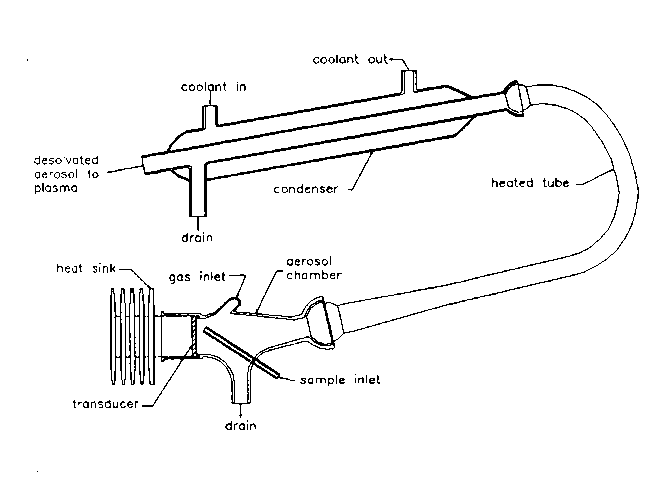 coolant out
coolant in
desolvated
aerosol to
plasma
condenser
heated tube
drain
aerosol
chamber
heat sink
gas inlet
sample inlet
transducer
drain